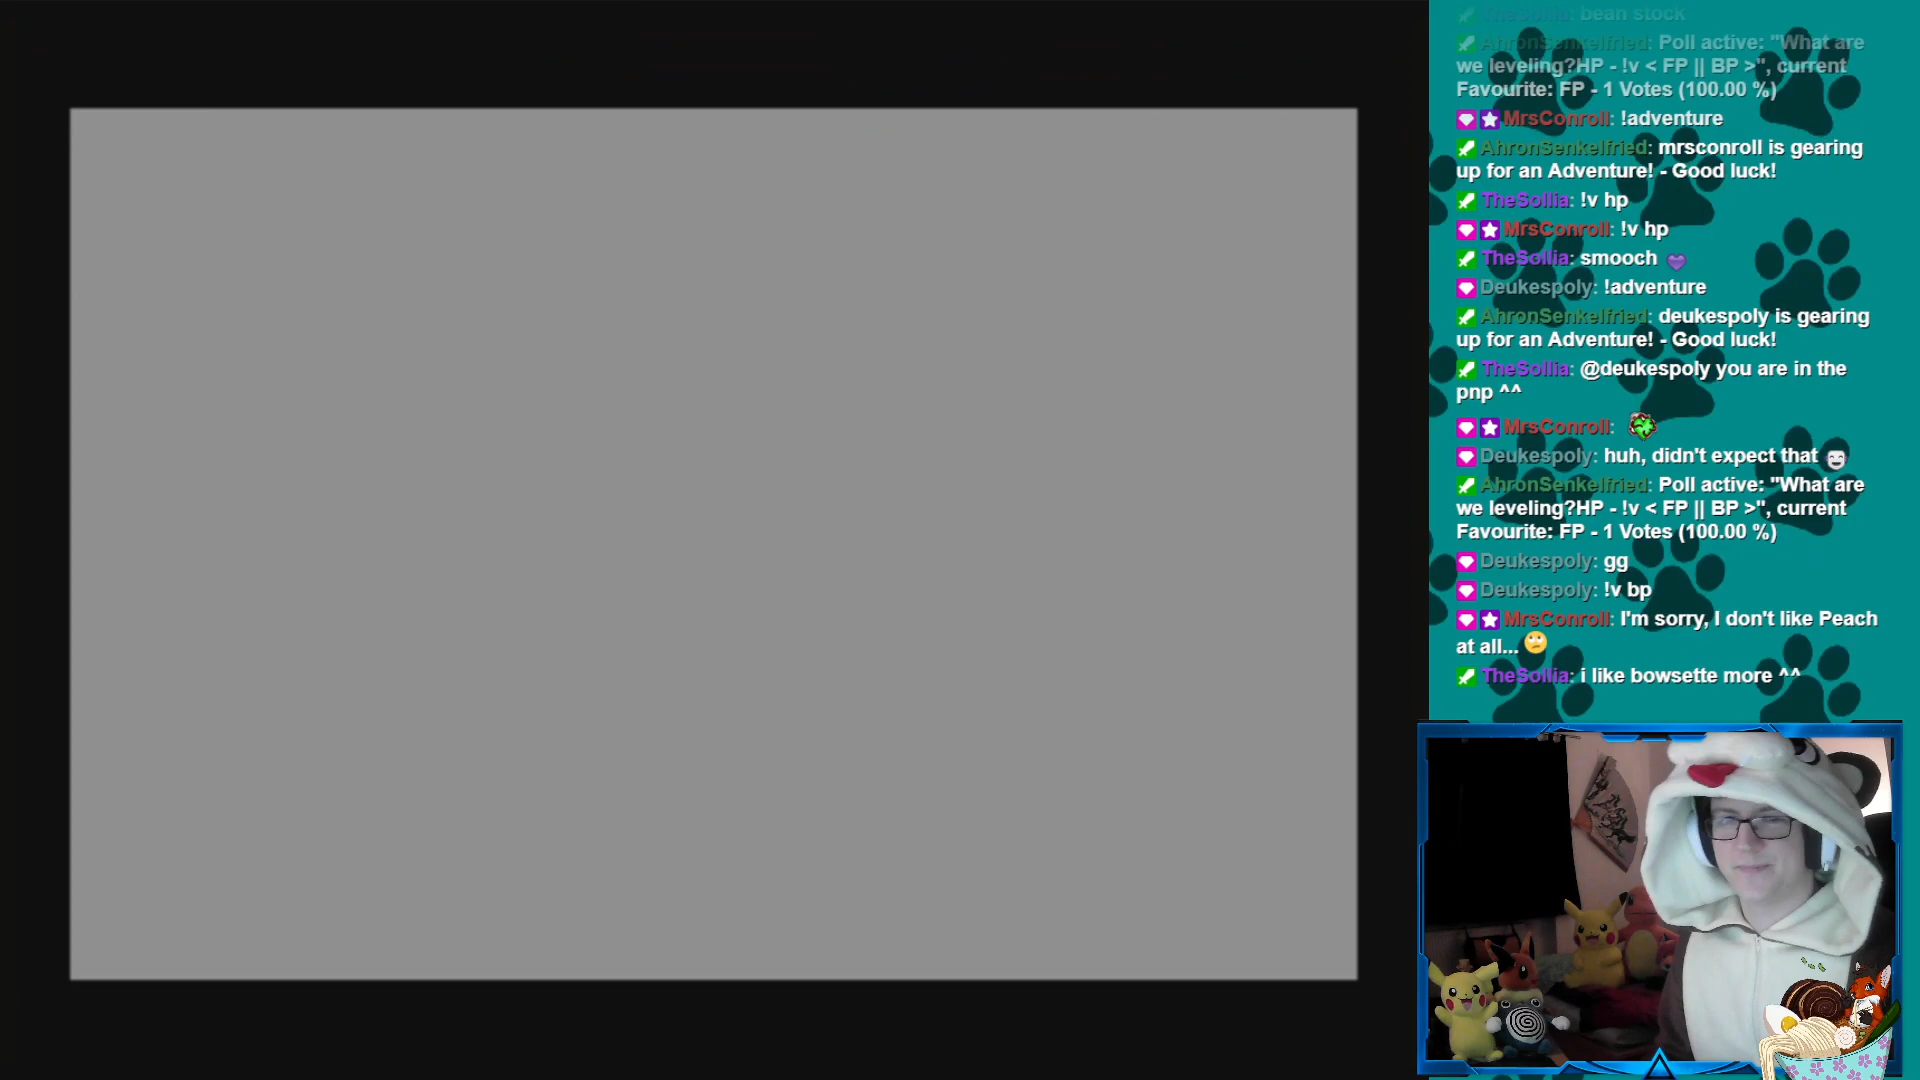 TheSollia: bean stock
AhronSenkelfried: Poll active: "What are
we leveling?HP - !v < FP || BP >", current
Favourite: FP - 1 Votes (100.00 %)
MrsConroll: !adventure
AhronSenkelfried: mrsconroll is gearing
up for an Adventure! - Good luck!
TheSollia: !v hp
MrsConroll: !v hp
TheSollia: smooch
Deukespoly: !adventure
AhronSenkelfried: deukespoly is gearing
up for an Adventure! - Good luck!
TheSollia: @deukespoly you are in the
pnp ^^
MrsConroll:
Deukespoly: huh, didn't expect that
AhronSenkelfried: Poll active: "What are
we leveling?HP - !v < FP || BP >", current
Favourite: FP - 1 Votes (100.00 %)
Deukespoly: gg
Deukespoly: !v bp
MrsConroll: I'm sorry, I don't like Peach
at all...
TheSollia: i like bowsette more ^^